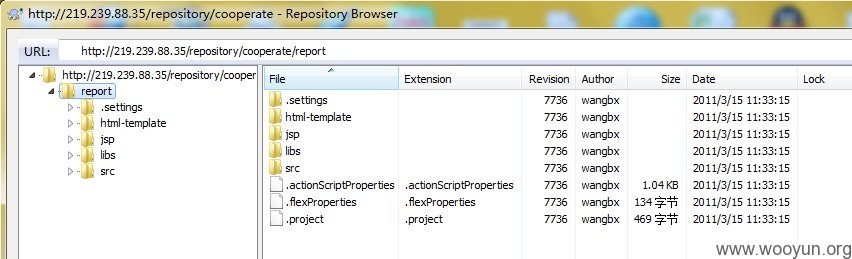 http://219.239.88.35/repository/cooperate - Repository Browser
URL: http://219.239.88.35/repository/cooperate/report
http://219.239.88.35/repository/cooper
report
.settings
html-template
jsp
libs
src
File Extension Revision Author Size Date Lock
.settings 7736 wangbx 2011/3/15 11:33:15
html-template 7736 wangbx 2011/3/15 11:33:15
jsp 7736 wangbx 2011/3/15 11:33:15
libs 7736 wangbx 2011/3/15 11:33:15
src 7736 wangbx 2011/3/15 11:33:15
.actionScriptProperties .actionScriptProperties 7736 wangbx 1.04 KB 2011/3/15 11:33:15
.flexProperties .flexProperties 7736 wangbx 134 字节 2011/3/15 11:33:15
.project .project 7736 wangbx 469 字节 2011/3/15 11:33:15
www.wooyun.org